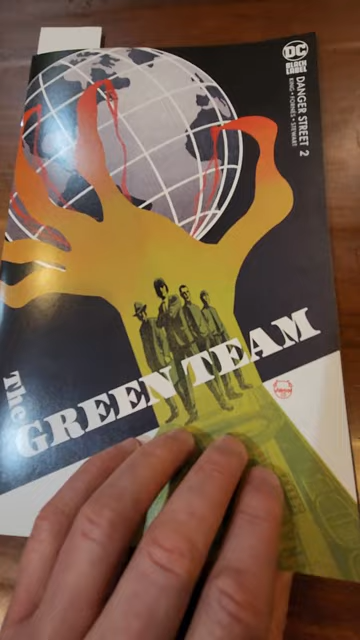 DC
BLACK
LABEL
DANGER STREET 2
KING • FORNÉS • STEWART
The
GREEN TEAM